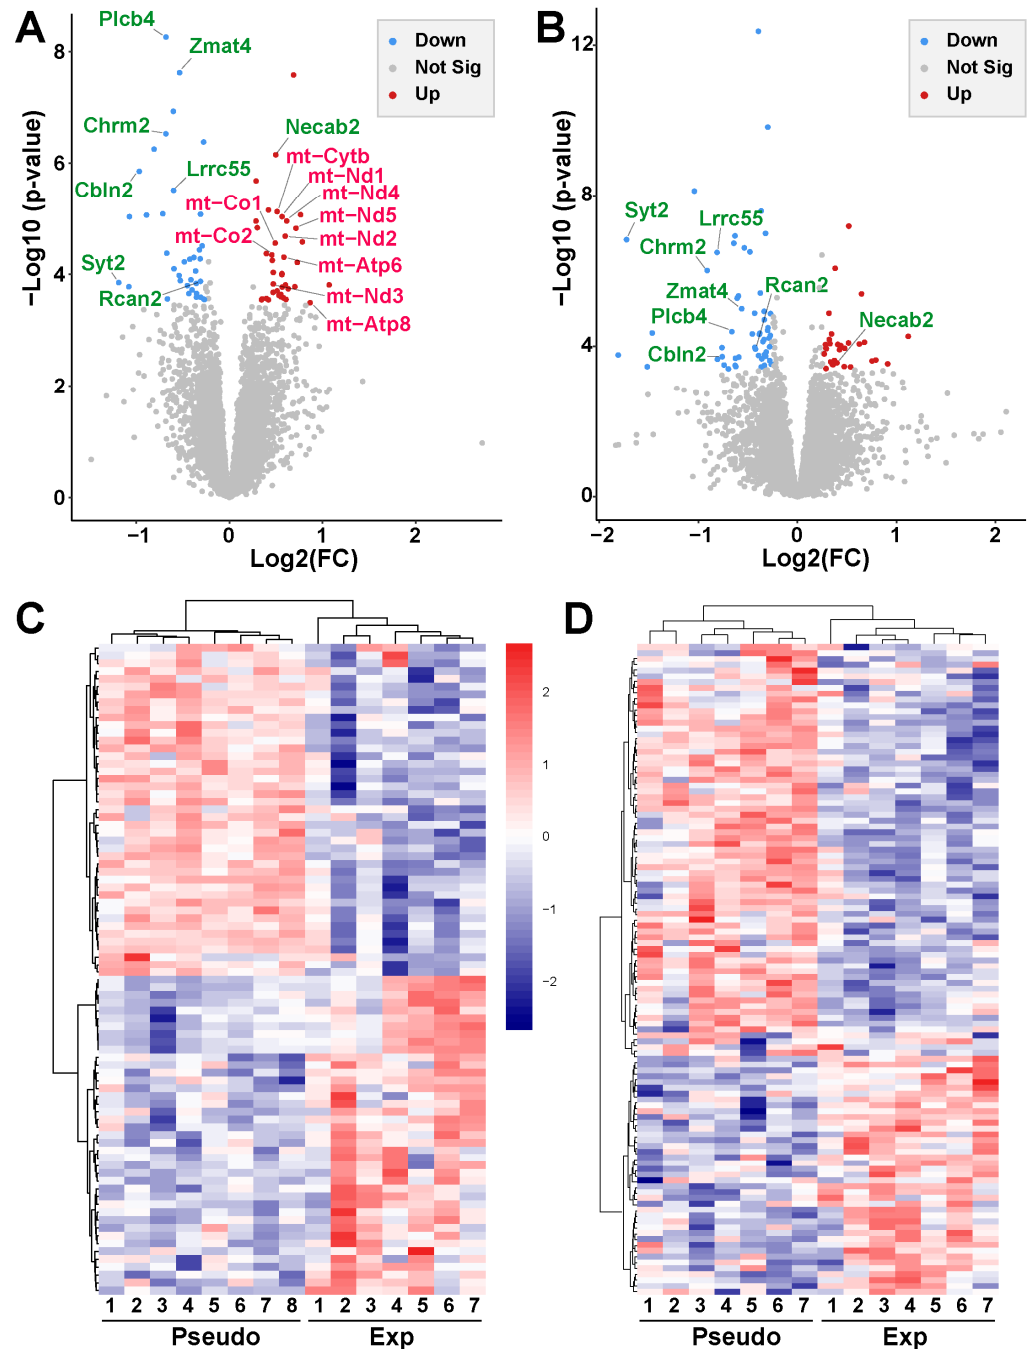 A
Plcb4
Zmat4
Chrm2
Cbln2
Lrrc55
Syt2
Rcan2
Necab2
mt−Cytb
mt−Nd1
mt−Nd4
mt−Co1
mt−Nd5
mt−Co2
mt−Nd2
mt−Atp6
mt−Nd3
mt−Atp8
Down
Not Sig
Up
−Log10 (p-value)
8
6
4
2
0
−1
0
1
2
Log2(FC)
B
Syt2
Lrrc55
Chrm2
Zmat4
Rcan2
Plcb4
Necab2
Cbln2
Down
Not Sig
Up
−Log10 (p-value)
12
8
4
0
−2
−1
0
1
2
Log2(FC)
C
2
1
0
−1
−2
1 2 3 4 5 6 7 8 1 2 3 4 5 6 7
Pseudo Exp
D
1 2 3 4 5 6 7 1 2 3 4 5 6 7
Pseudo Exp